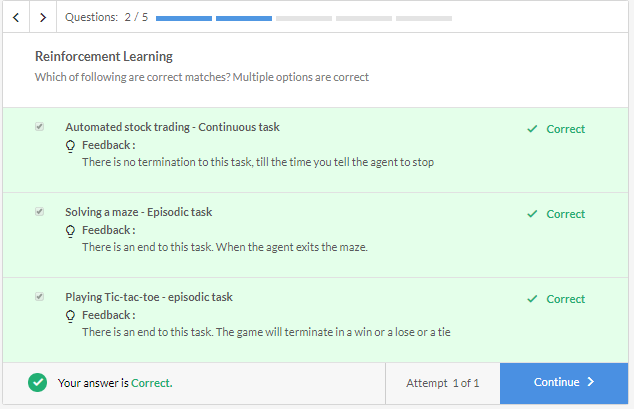 Questions: 2 / 5
Reinforcement Learning
Which of following are correct matches? Multiple options are correct
Automated stock trading - Continuous task
Correct
Feedback :
There is no termination to this task, till the time you tell the agent to stop
Solving a maze - Episodic task
Correct
Feedback :
There is an end to this task. When the agent exits the maze.
Playing Tic-tac-toe - episodic task
Correct
Feedback :
There is an end to this task. The game will terminate in a win or a lose or a tie
Your answer is Correct.
Attempt 1 of 1
Continue